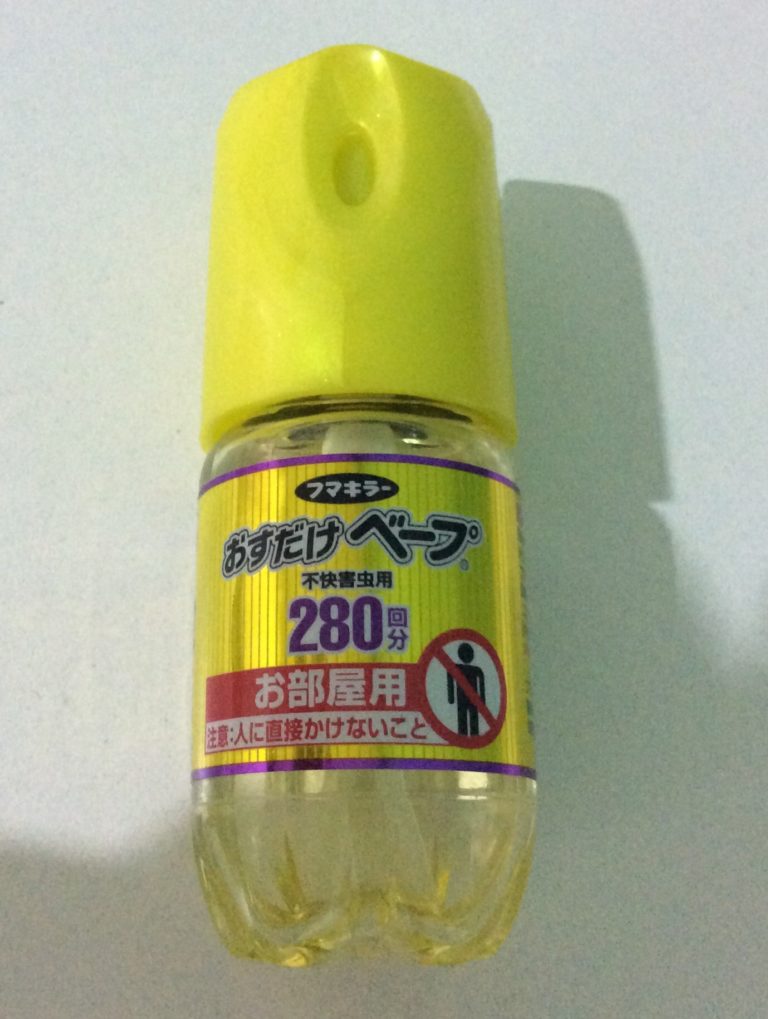 フマキラー
おすだけベープ®
不快害虫用
280回分
お部屋用
注意:人に直接かけないこと